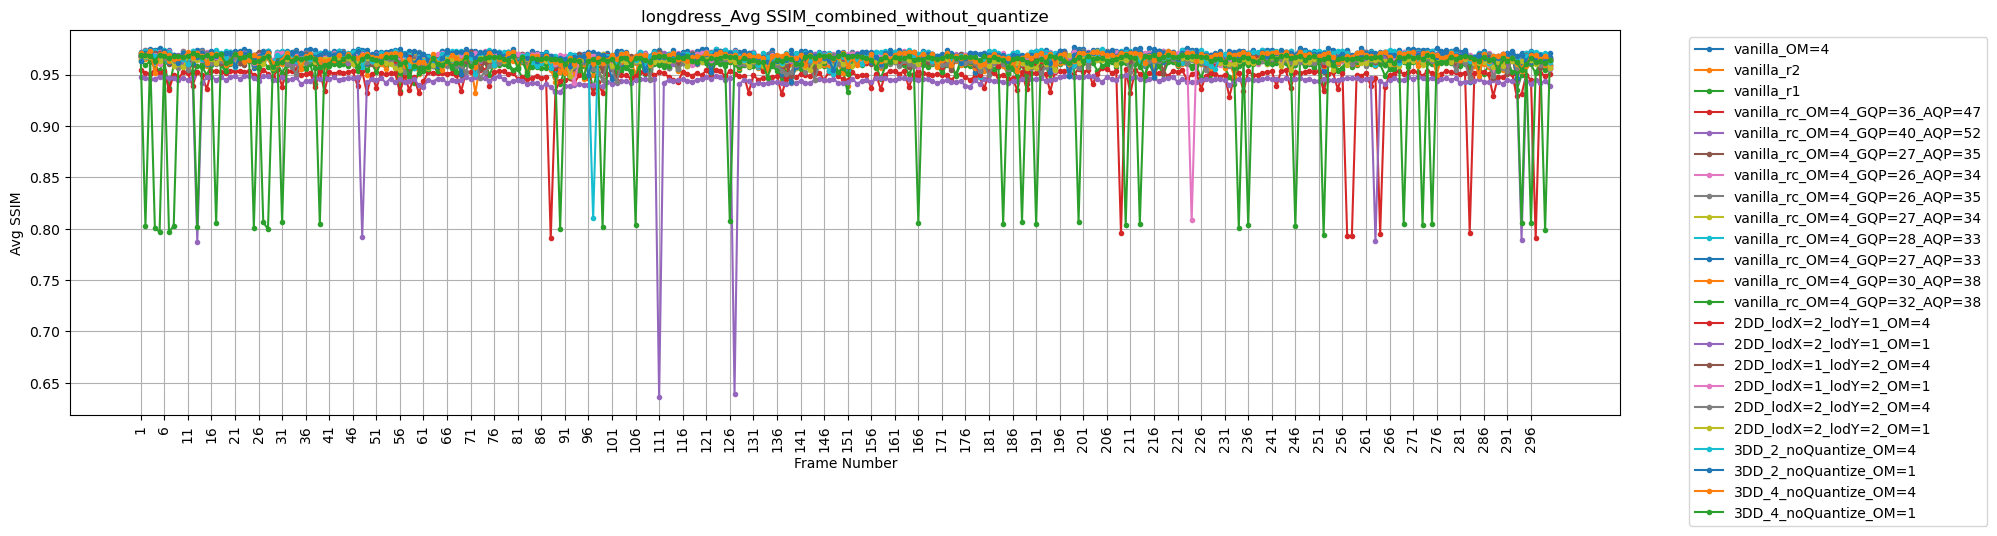 longdress_Avg SSIM_combined_without_quantize
Avg SSIM
0.95
0.90
0.85
0.80
0.75
0.70
0.65
1 6 11 16 21 26 31 36 41 46 51 56 61 66 71 76 81 86 91 96 101 106 111 116 121 126 131 136 141 146 151 156 161 166 171 176 181 186 191 196 201 206 211 216 221 226 231 236 241 246 251 256 261 266 271 276 281 286 291 296
Frame Number
vanilla_OM=4
vanilla_r2
vanilla_r1
vanilla_rc_OM=4_GQP=36_AQP=47
vanilla_rc_OM=4_GQP=40_AQP=52
vanilla_rc_OM=4_GQP=27_AQP=35
vanilla_rc_OM=4_GQP=26_AQP=34
vanilla_rc_OM=4_GQP=26_AQP=35
vanilla_rc_OM=4_GQP=27_AQP=34
vanilla_rc_OM=4_GQP=28_AQP=33
vanilla_rc_OM=4_GQP=27_AQP=33
vanilla_rc_OM=4_GQP=30_AQP=38
vanilla_rc_OM=4_GQP=32_AQP=38
2DD_lodX=2_lodY=1_OM=4
2DD_lodX=2_lodY=1_OM=1
2DD_lodX=1_lodY=2_OM=4
2DD_lodX=1_lodY=2_OM=1
2DD_lodX=2_lodY=2_OM=4
2DD_lodX=2_lodY=2_OM=1
3DD_2_noQuantize_OM=4
3DD_2_noQuantize_OM=1
3DD_4_noQuantize_OM=4
3DD_4_noQuantize_OM=1